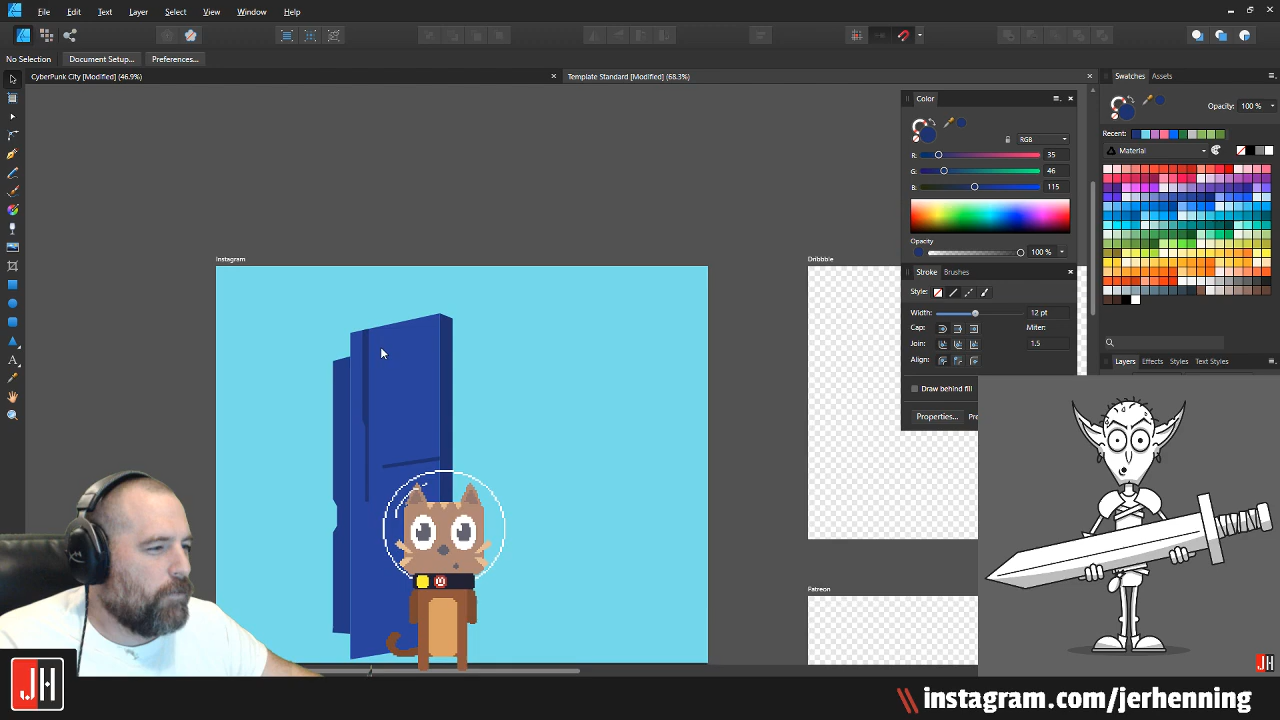 File Edit Text Layer Select View Window Help
No Selection Document Setup... Preferences...
CyberPunk City [Modified] (46.9%)
Template Standard [Modified] (68.3%)
Instagram
Dribbble
Patreon
Color
RGB
R: 35
G: 46
B: 115
Opacity
100 %
Stroke Brushes
Style:
Width: 12 pt
Cap: Miter:
Join: 1.5
Align:
Draw behind fill
Properties...
Swatches Assets
Opacity: 100 %
Recent:
Material
Layers Effects Styles Text Styles
JH
JH
\\ instagram.com/jerhenning